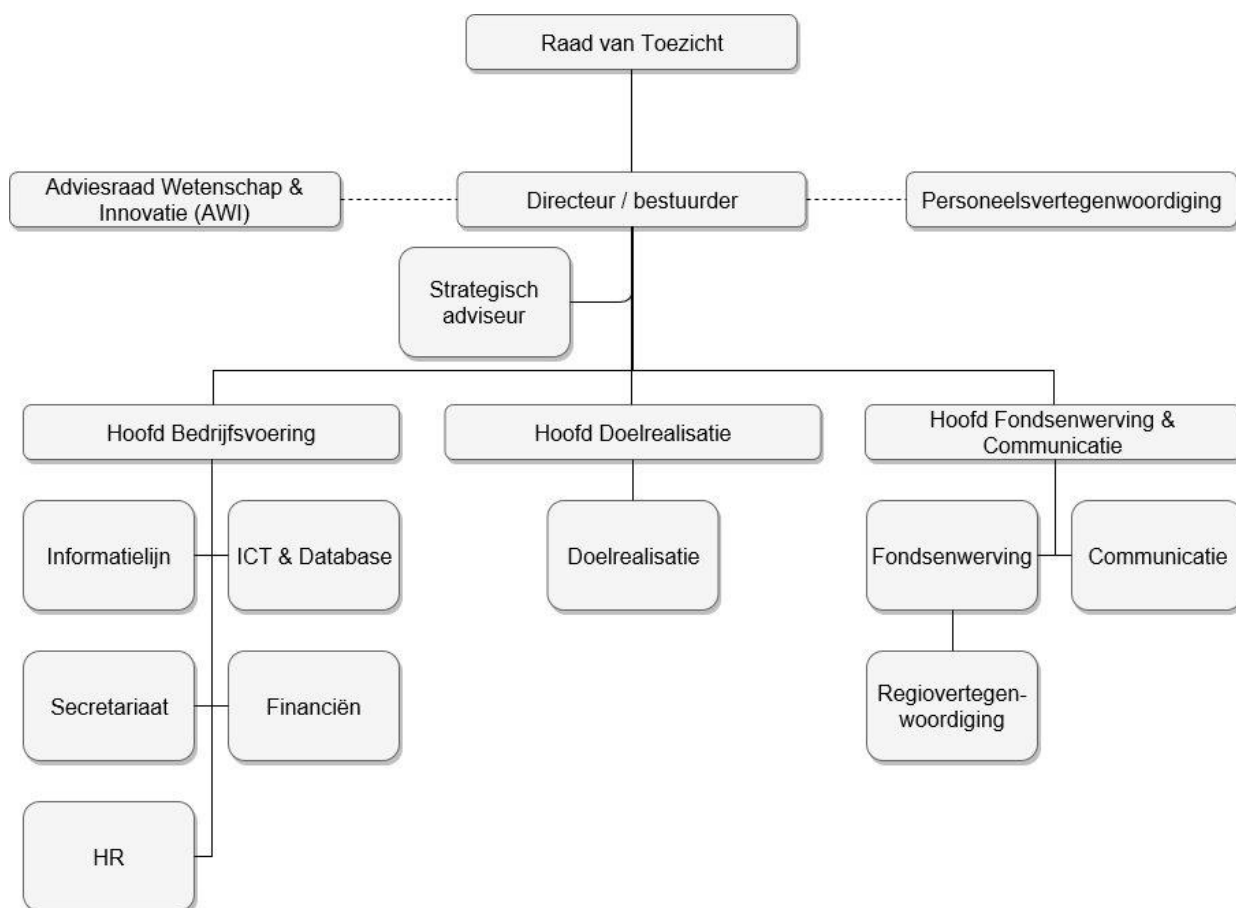 Raad van Toezicht
Adviesraad Wetenschap &
Innovatie (AWI)
Directeur / bestuurder
Personeelsvertegenwoordiging
Strategisch
adviseur
Hoofd Bedrijfsvoering
Hoofd Doelrealisatie
Hoofd Fondsenwerving &
Communicatie
Informatielijn
ICT & Database
Doelrealisatie
Fondsenwerving
Communicatie
Secretariaat
Financiën
Regiovertegen-
woordiging
HR